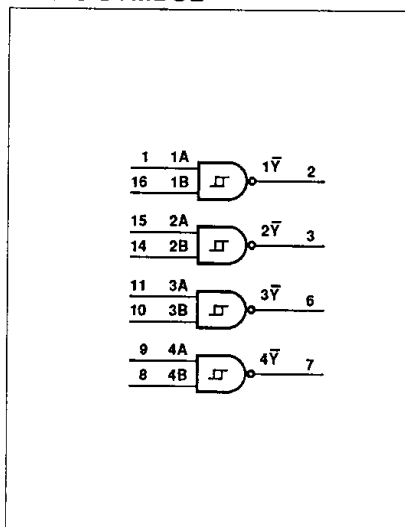 1 1A 1Y̅ 2
16 1B
15 2A 2Y̅ 3
14 2B
11 3A 3Y̅ 6
10 3B
9 4A 4Y̅ 7
8 4B